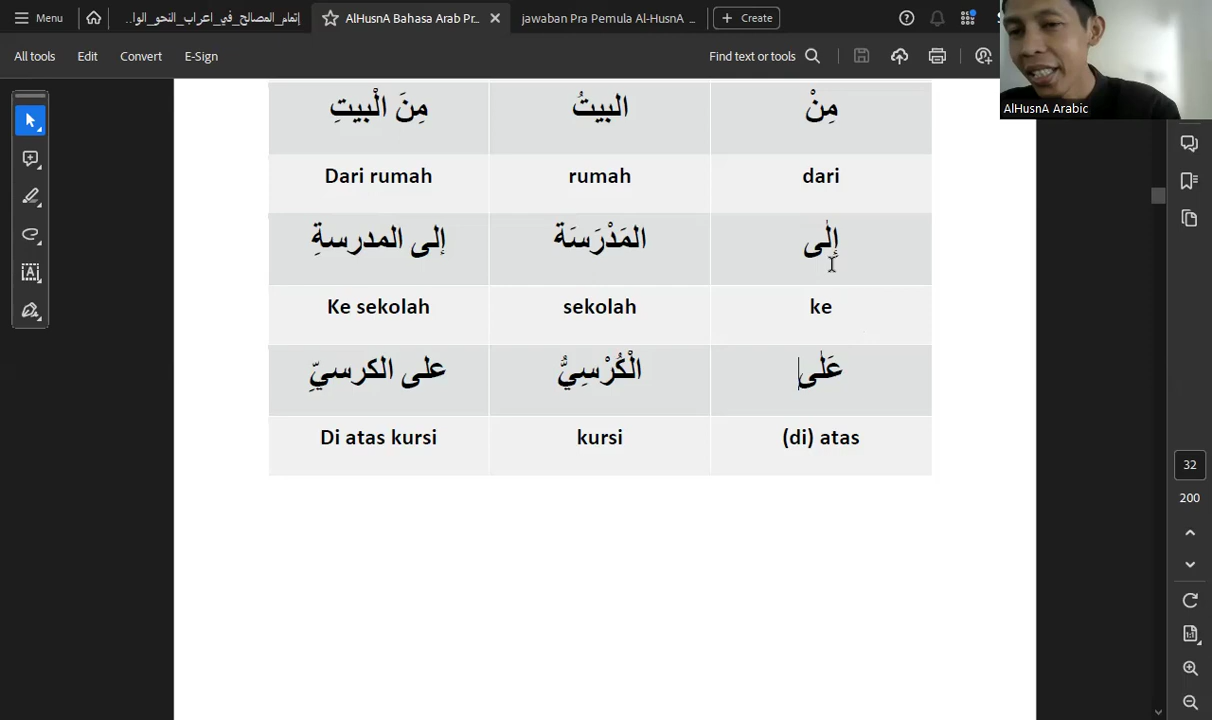 Menu
إتمام_المصالح_في_اعراب_النحو_الوا...
AlHusnA Bahasa Arab Pr...
jawaban Pra Pemula Al-HusnA ...
Create
All tools Edit Convert E-Sign
Find text or tools
AlHusnA Arabic
مِنْ البيتُ مِنَ الْبيتِ
Dari rumah rumah dari
إِلٰى المَدْرَسَة إلى المدرسةِ
Ke sekolah sekolah ke
عَلٰى الْكُرْسِيُّ على الكرسيِّ
Di atas kursi kursi (di) atas
32
200